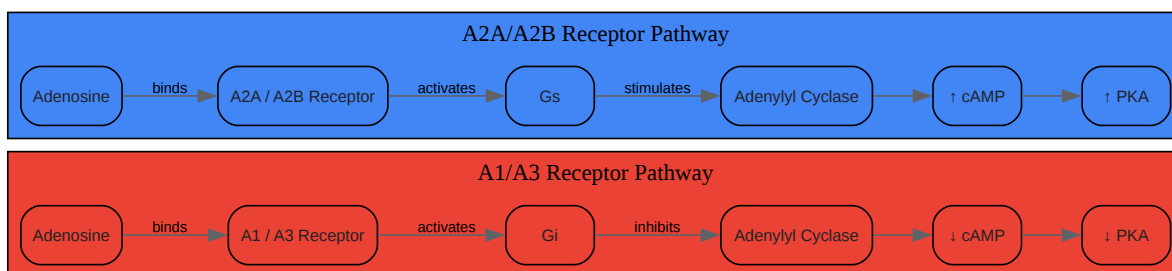 A2A/A2B Receptor Pathway
Adenosine binds A2A / A2B Receptor activates Gs stimulates Adenylyl Cyclase ↑ cAMP ↑ PKA
A1/A3 Receptor Pathway
Adenosine binds A1 / A3 Receptor activates Gi inhibits Adenylyl Cyclase ↓ cAMP ↓ PKA